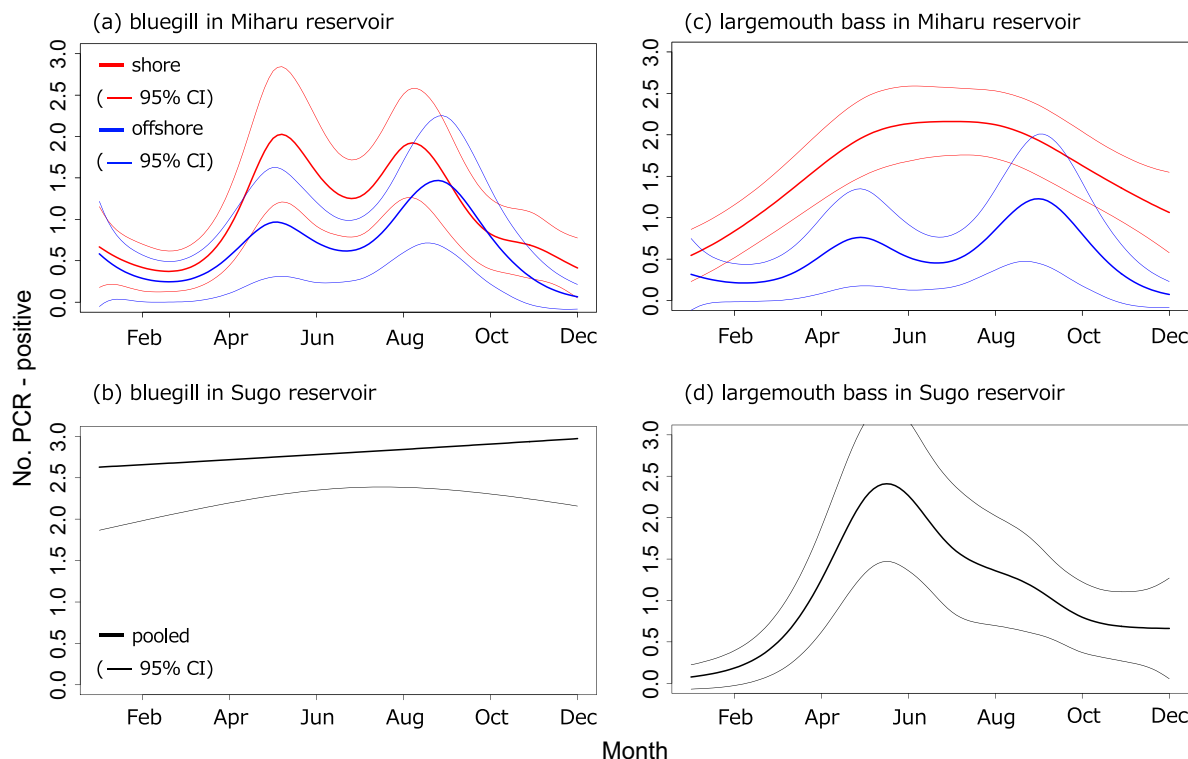 (a) bluegill in Miharu reservoir
3.0
2.5
2.0
1.5
1.0
0.5
0.0
shore
( — 95% CI)
offshore
( — 95% CI)
Feb Apr Jun Aug Oct Dec
(c) largemouth bass in Miharu reservoir
3.0
2.5
2.0
1.5
1.0
0.5
0.0
Feb Apr Jun Aug Oct Dec
No. PCR - positive
(b) bluegill in Sugo reservoir
3.0
2.5
2.0
1.5
1.0
0.5
0.0
pooled
( — 95% CI)
Feb Apr Jun Aug Oct Dec
(d) largemouth bass in Sugo reservoir
3.0
2.5
2.0
1.5
1.0
0.5
0.0
Feb Apr Jun Aug Oct Dec
Month